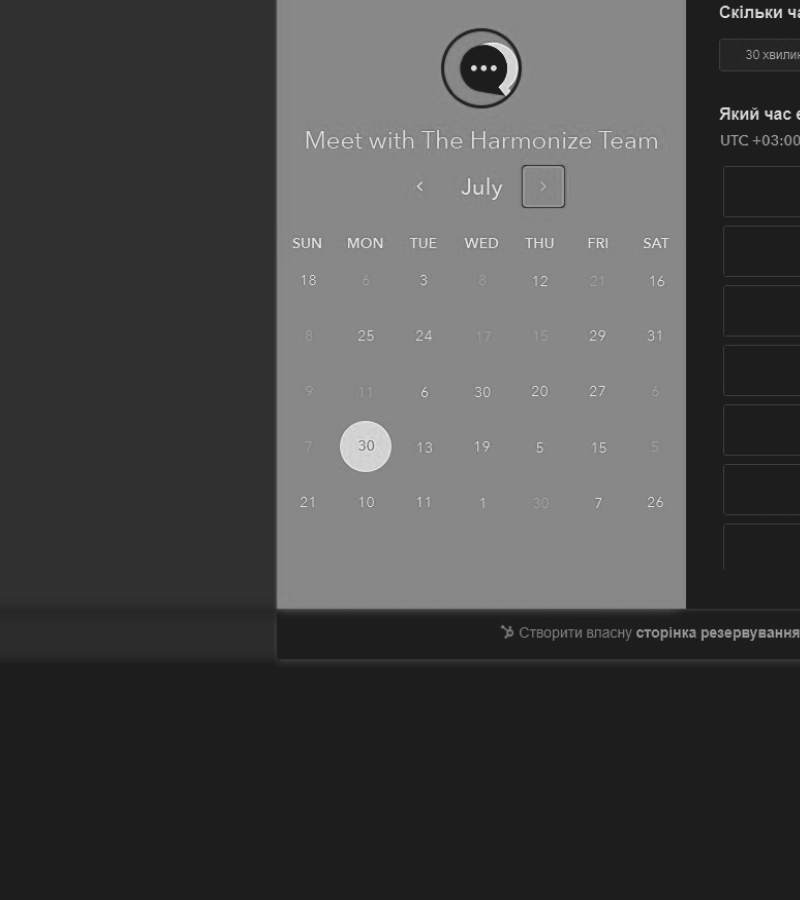 Meet with The Harmonize Team
July
SUN MON TUE WED THU FRI SAT
18 6 3 8 12 21 16
8 25 24 17 15 29 31
9 11 6 30 20 27 6
7 30 13 19 5 15 5
21 10 11 1 30 7 26
Скільки
30
Який час
UTC +03:00
Створити власну сторінка резервування